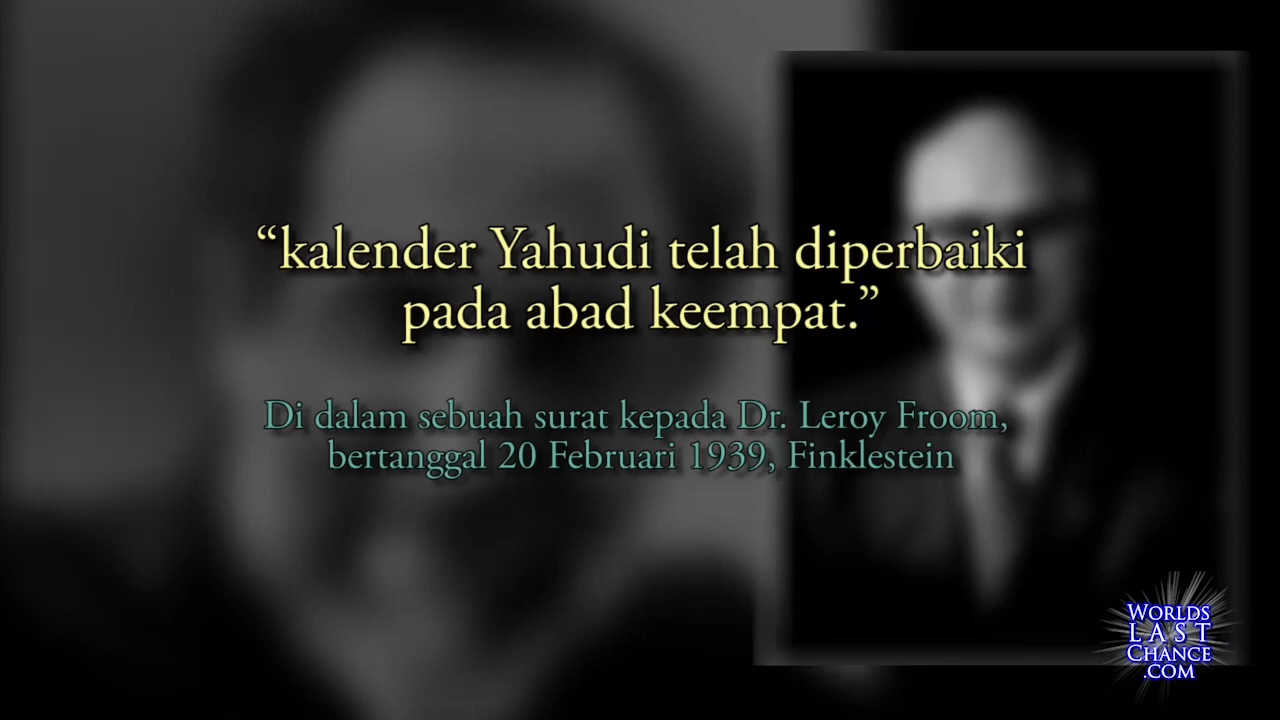 “kalender Yahudi telah diperbaiki
pada abad keempat.”
Di dalam sebuah surat kepada Dr. Leroy Froom,
bertanggal 20 Februari 1939, Finklestein
WORLDS
LAST
CHANCE
.COM